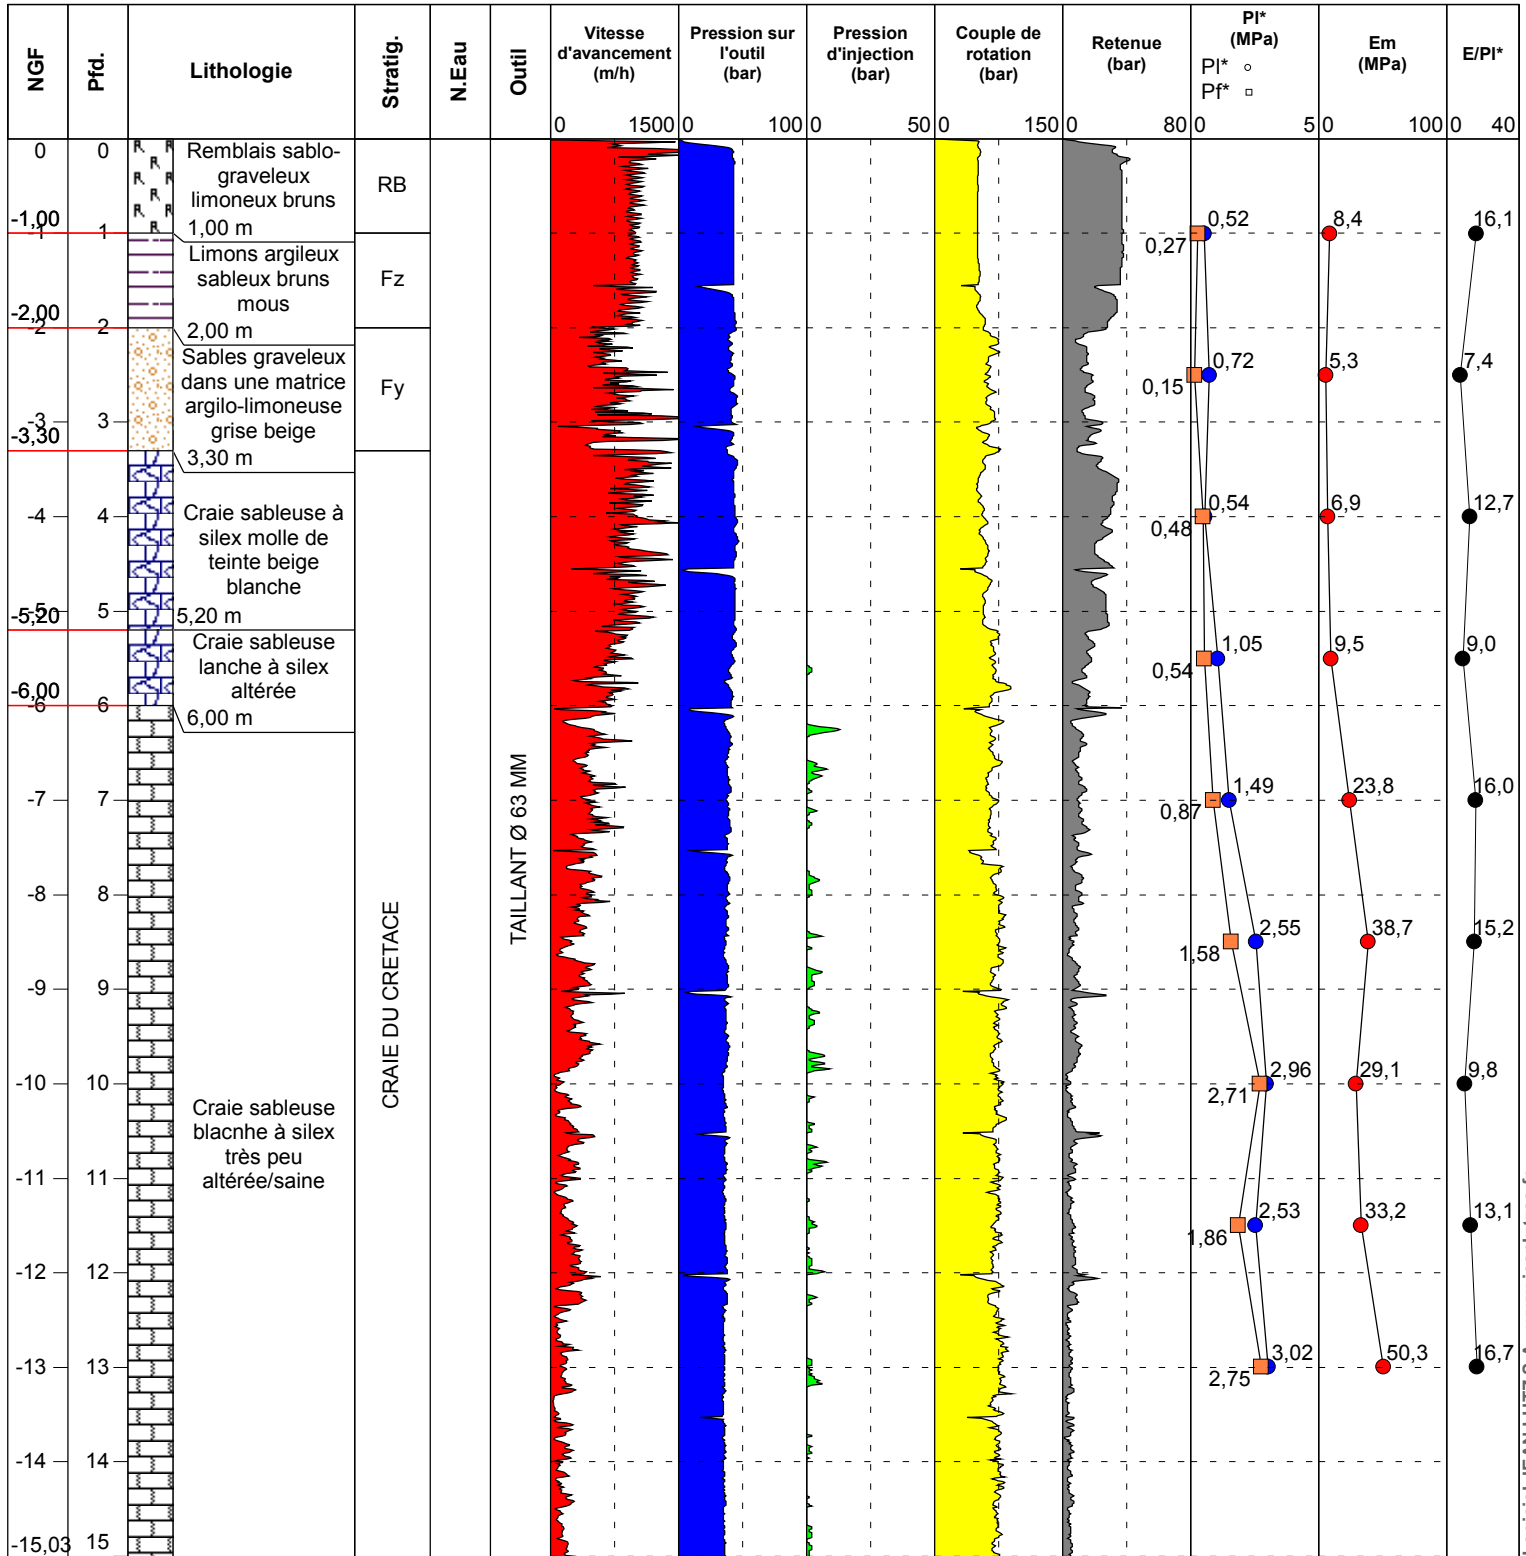 NGF
Pfd.
Lithologie
Stratig.
N.Eau
Outil
Vitesse
d'avancement
(m/h)
Pression sur
l'outil
(bar)
Pression
d'injection
(bar)
Couple de
rotation
(bar)
Retenue
(bar)
Pl*
(MPa)
Pl*
Pf*
Em
(MPa)
E/Pl*
0 1500
0 100
0 50
0 150
0 80
0 5
0 100
0 40
0 0
-1,00
-1 1
-2,00
-2 2
-3 3
-3,30
-4 4
-5 5
-5,20
-6,00
-6 6
-7 7
-8 8
-9 9
-10 10
-11 11
-12 12
-13 13
-14 14
-15,03 15
Remblais sablo-
graveleux
limoneux bruns
1,00 m
Limons argileux
sableux bruns
mous
2,00 m
Sables graveleux
dans une matrice
argilo-limoneuse
grise beige
3,30 m
Craie sableuse à
silex molle de
teinte beige
blanche
5,20 m
Craie sableuse
lanche à silex
altérée
6,00 m
Craie sableuse
blacnhe à silex
très peu
altérée/saine
RB
Fz
Fy
CRAIE DU CRETACE
TAILLANT Ø 63 MM
0,52
0,27
8,4
16,1
0,72
0,15
5,3
7,4
0,54
0,48
6,9
12,7
1,05
0,54
9,5
9,0
1,49
0,87
23,8
16,0
2,55
1,58
38,7
15,2
2,96
2,71
29,1
9,8
2,53
1,86
33,2
13,1
3,02
2,75
50,3
16,7